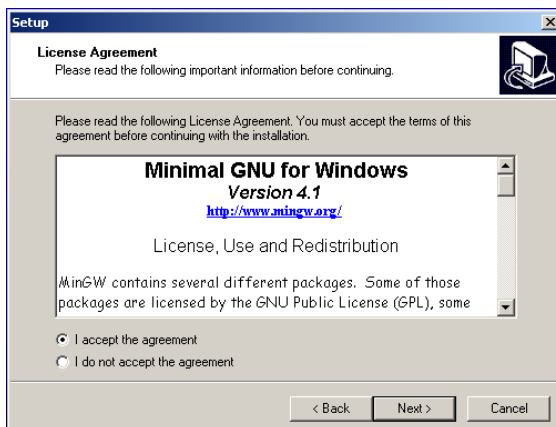 Setup
License Agreement
Please read the following important information before continuing.
Please read the following License Agreement. You must accept the terms of this
agreement before continuing with the installation.
Minimal GNU for Windows
Version 4.1
http://www.mingw.org/
License, Use and Redistribution
MinGW contains several different packages. Some of those
packages are licensed by the GNU Public License (GPL), some
I accept the agreement
I do not accept the agreement
< Back Next > Cancel